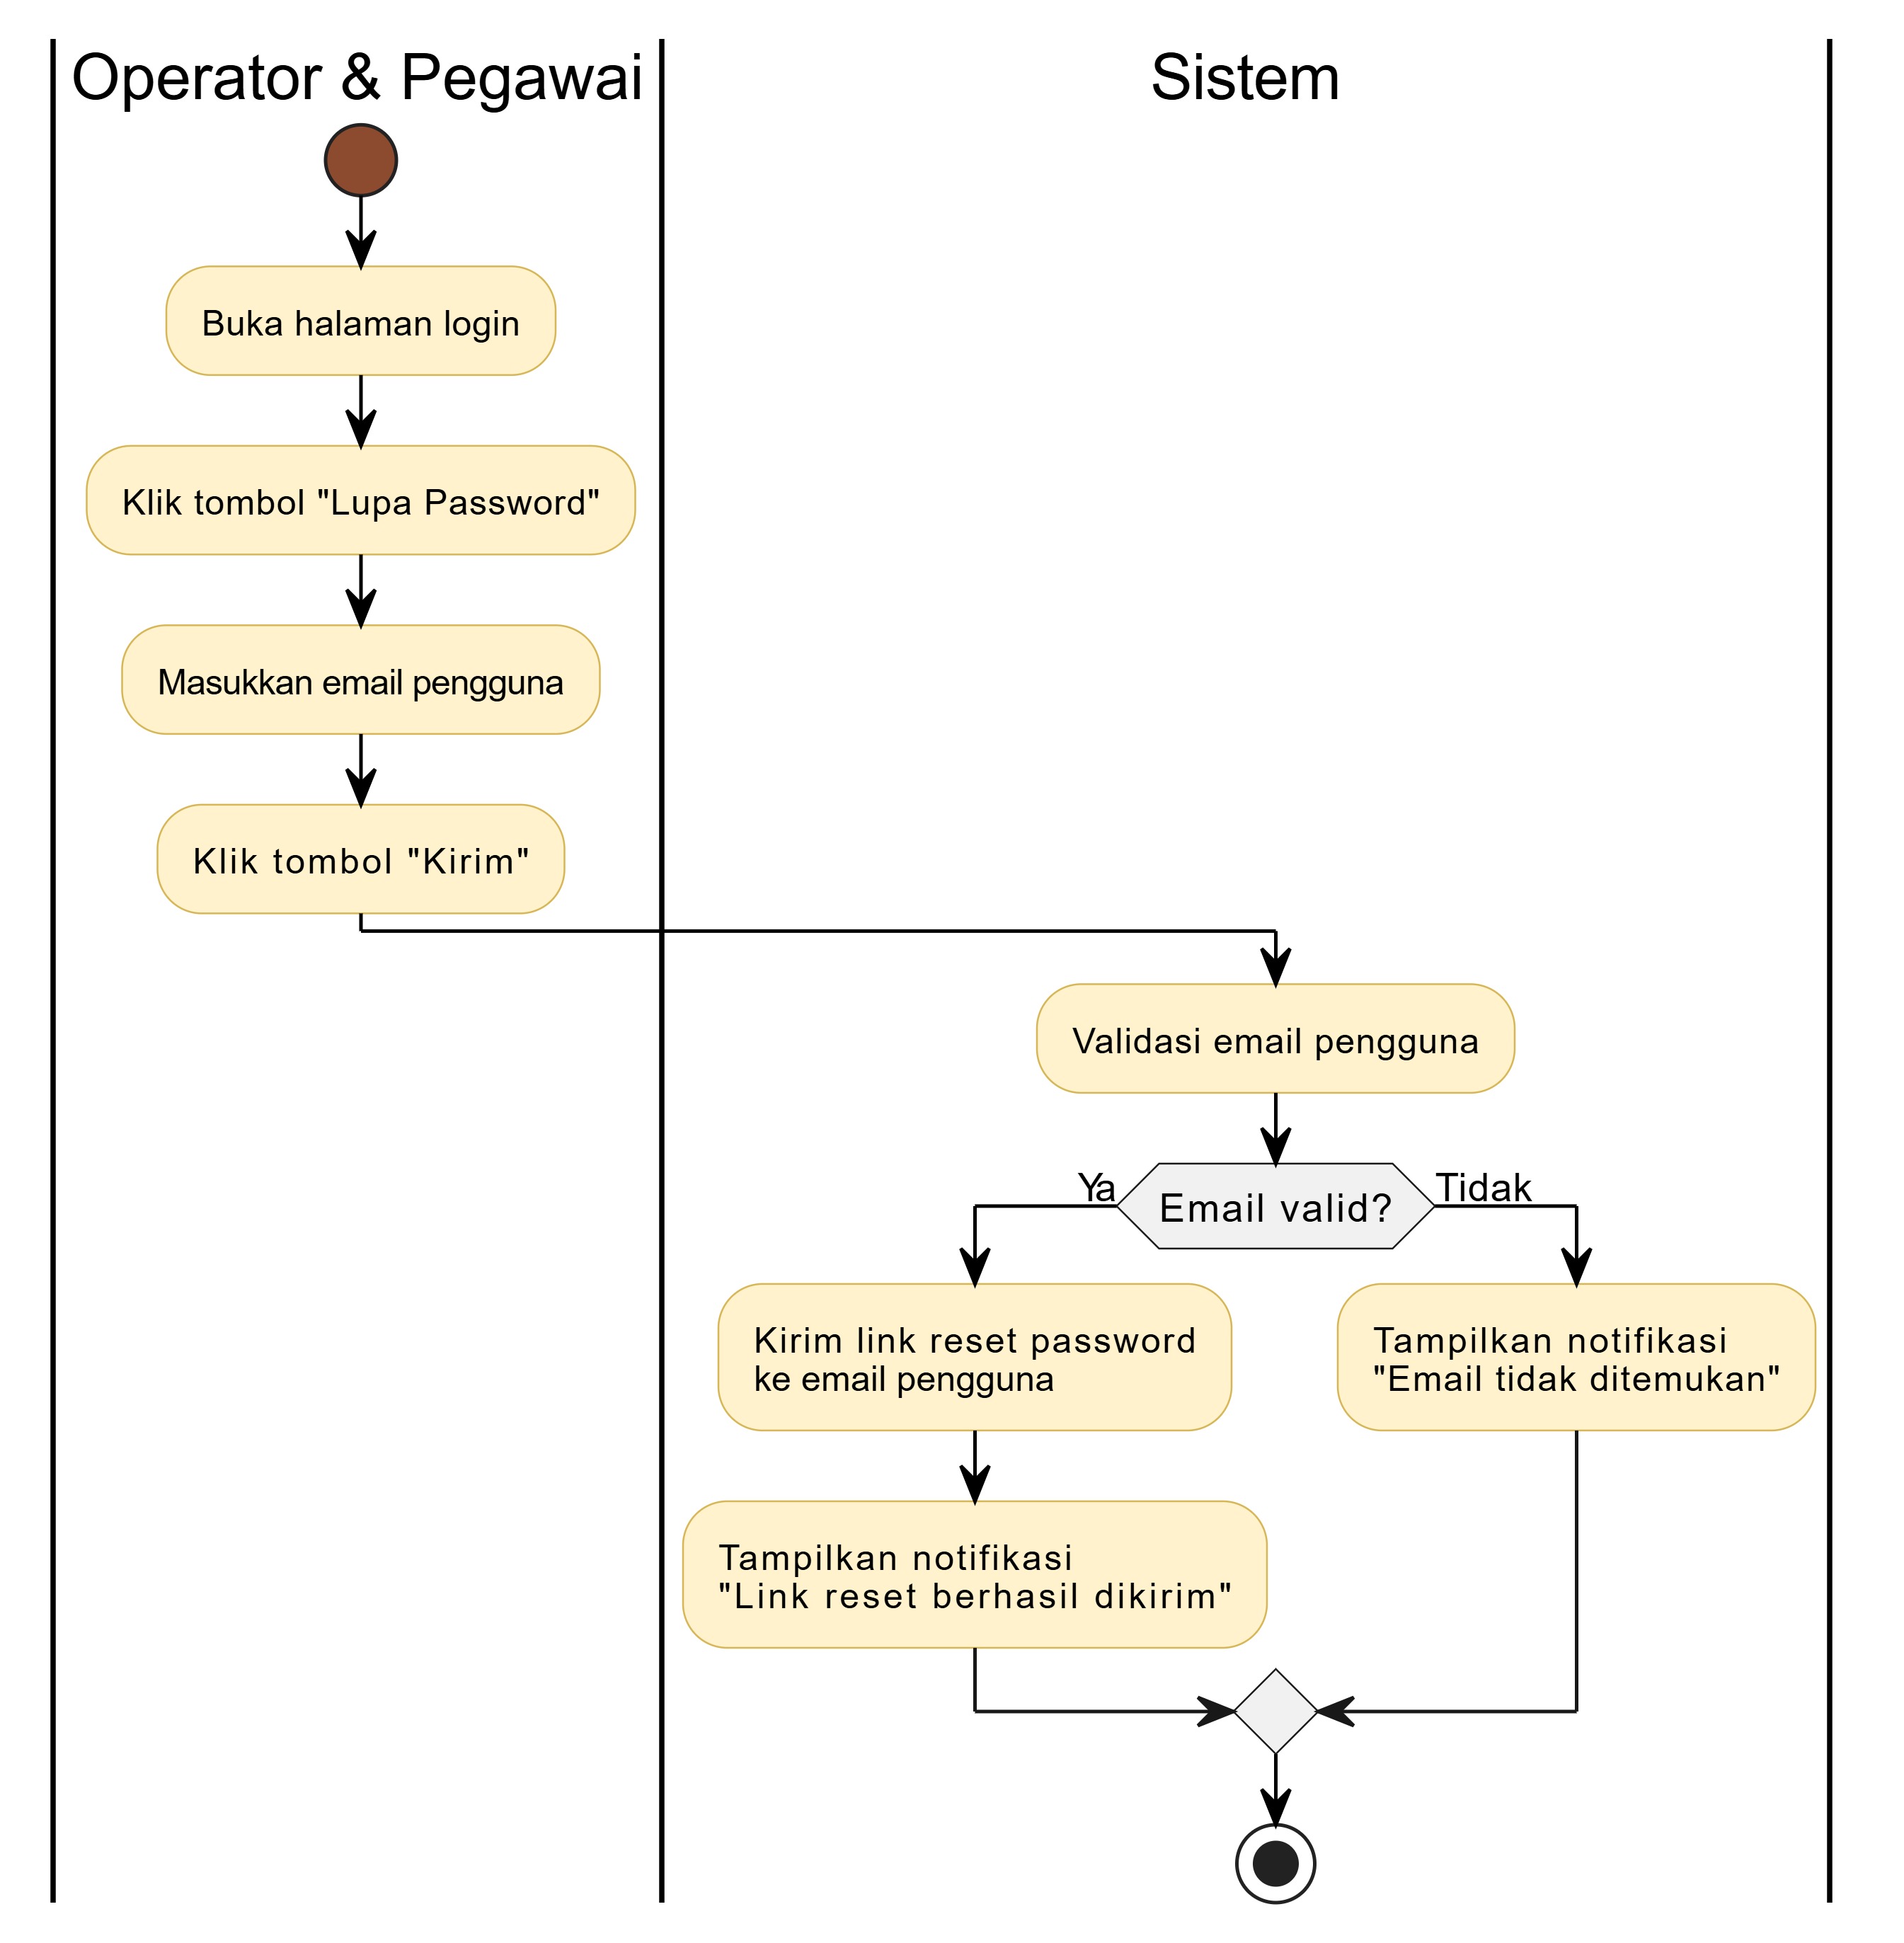 Operator & Pegawai
Sistem
Buka halaman login
Klik tombol "Lupa Password"
Masukkan email pengguna
Klik tombol "Kirim"
Validasi email pengguna
Ya
Email valid?
Tidak
Kirim link reset password
ke email pengguna
Tampilkan notifikasi
"Email tidak ditemukan"
Tampilkan notifikasi
"Link reset berhasil dikirim"